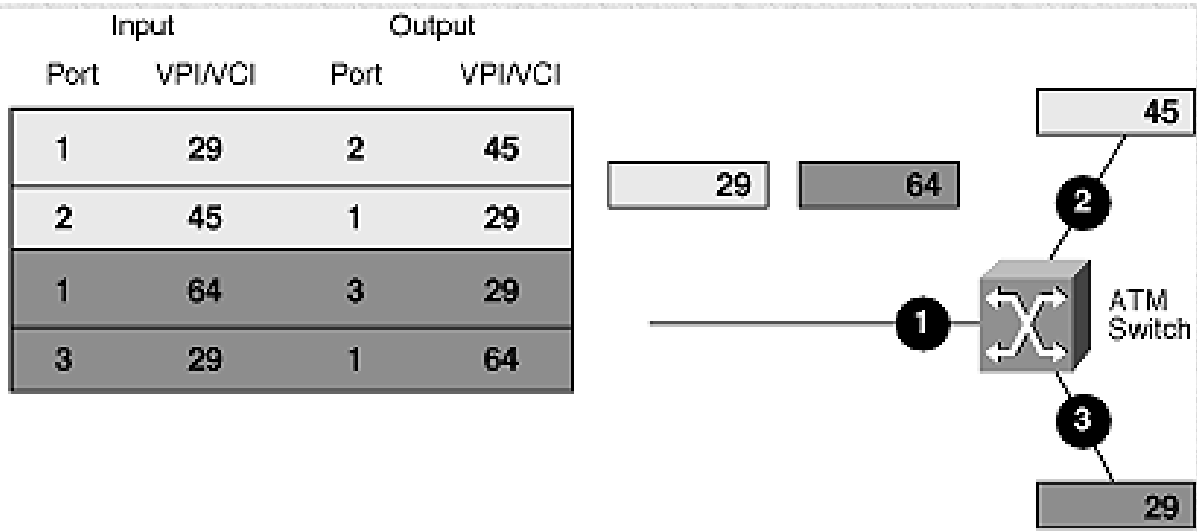 Input Output
Port VPI/VCI Port VPI/VCI
1 29 2 45
2 45 1 29
1 64 3 29
3 29 1 64
29 64
45
2
1
ATM
Switch
3
29